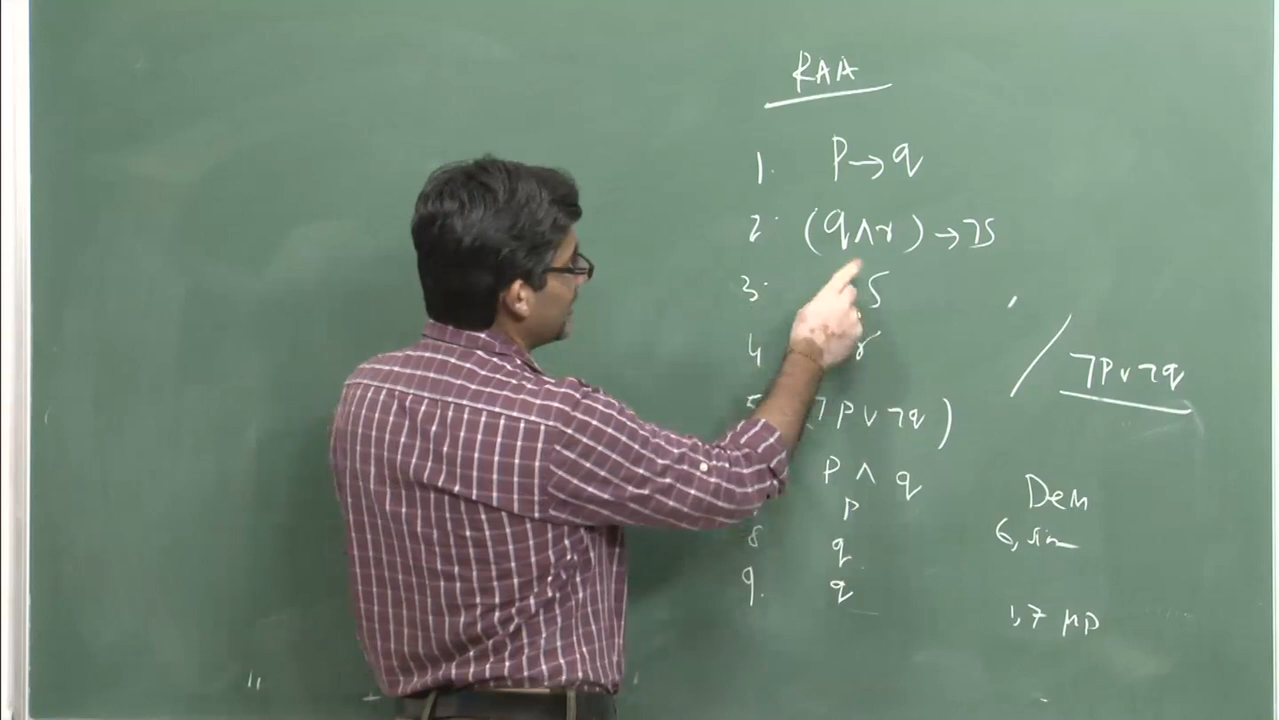 RAA
1. P → q
2. (q ∧ r) → ¬s
3. s
4 r
/ ¬P ∨ ¬q
(¬P ∨ ¬q)
P ∧ q Dem
P 6, sim
8 q
9. q 1,7 MP